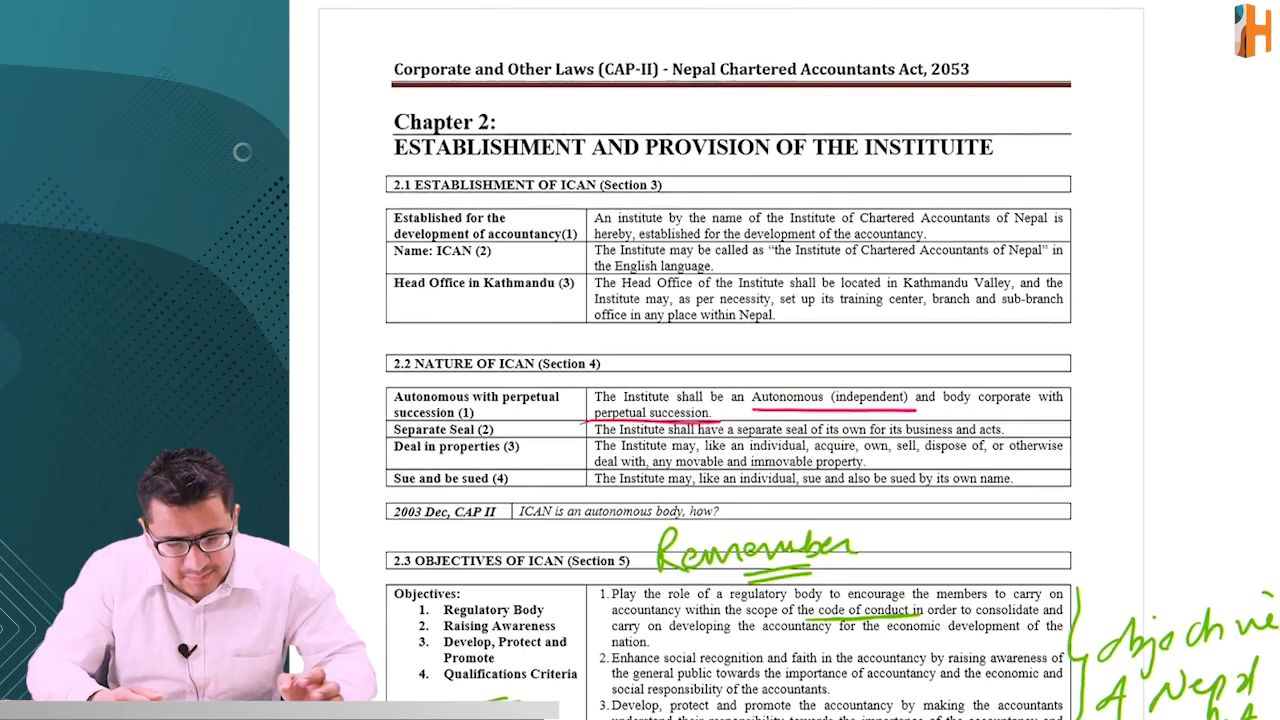 H
Corporate and Other Laws (CAP-II) - Nepal Chartered Accountants Act, 2053
Chapter 2:
ESTABLISHMENT AND PROVISION OF THE INSTITUITE
2.1 ESTABLISHMENT OF ICAN (Section 3)
Established for the development of accountancy(1)
An institute by the name of the Institute of Chartered Accountants of Nepal is
hereby, established for the development of the accountancy.
Name: ICAN (2)
The Institute may be called as “the Institute of Chartered Accountants of Nepal” in
the English language.
Head Office in Kathmandu (3)
The Head Office of the Institute shall be located in Kathmandu Valley, and the
Institute may, as per necessity, set up its training center, branch and sub-branch
office in any place within Nepal.
2.2 NATURE OF ICAN (Section 4)
Autonomous with perpetual
succession (1)
The Institute shall be an Autonomous (independent) and body corporate with
perpetual succession.
Separate Seal (2)
The Institute shall have a separate seal of its own for its business and acts.
Deal in properties (3)
The Institute may, like an individual, acquire, own, sell, dispose of, or otherwise
deal with, any movable and immovable property.
Sue and be sued (4)
The Institute may, like an individual, sue and also be sued by its own name.
2003 Dec, CAP II ICAN is an autonomous body, how?
Remember
2.3 OBJECTIVES OF ICAN (Section 5)
Objectives:
1. Regulatory Body
2. Raising Awareness
3. Develop, Protect and
Promote
4. Qualifications Criteria
1. Play the role of a regulatory body to encourage the members to carry on
accountancy within the scope of the code of conduct in order to consolidate and
carry on developing the accountancy for the economic development of the
nation.
2. Enhance social recognition and faith in the accountancy by raising awareness of
the general public towards the importance of accountancy and the economic and
social responsibility of the accountants.
3. Develop, protect and promote the accountancy by making the accountants
understand their responsibility towards the importance of the accountancy and
objective
Nepal